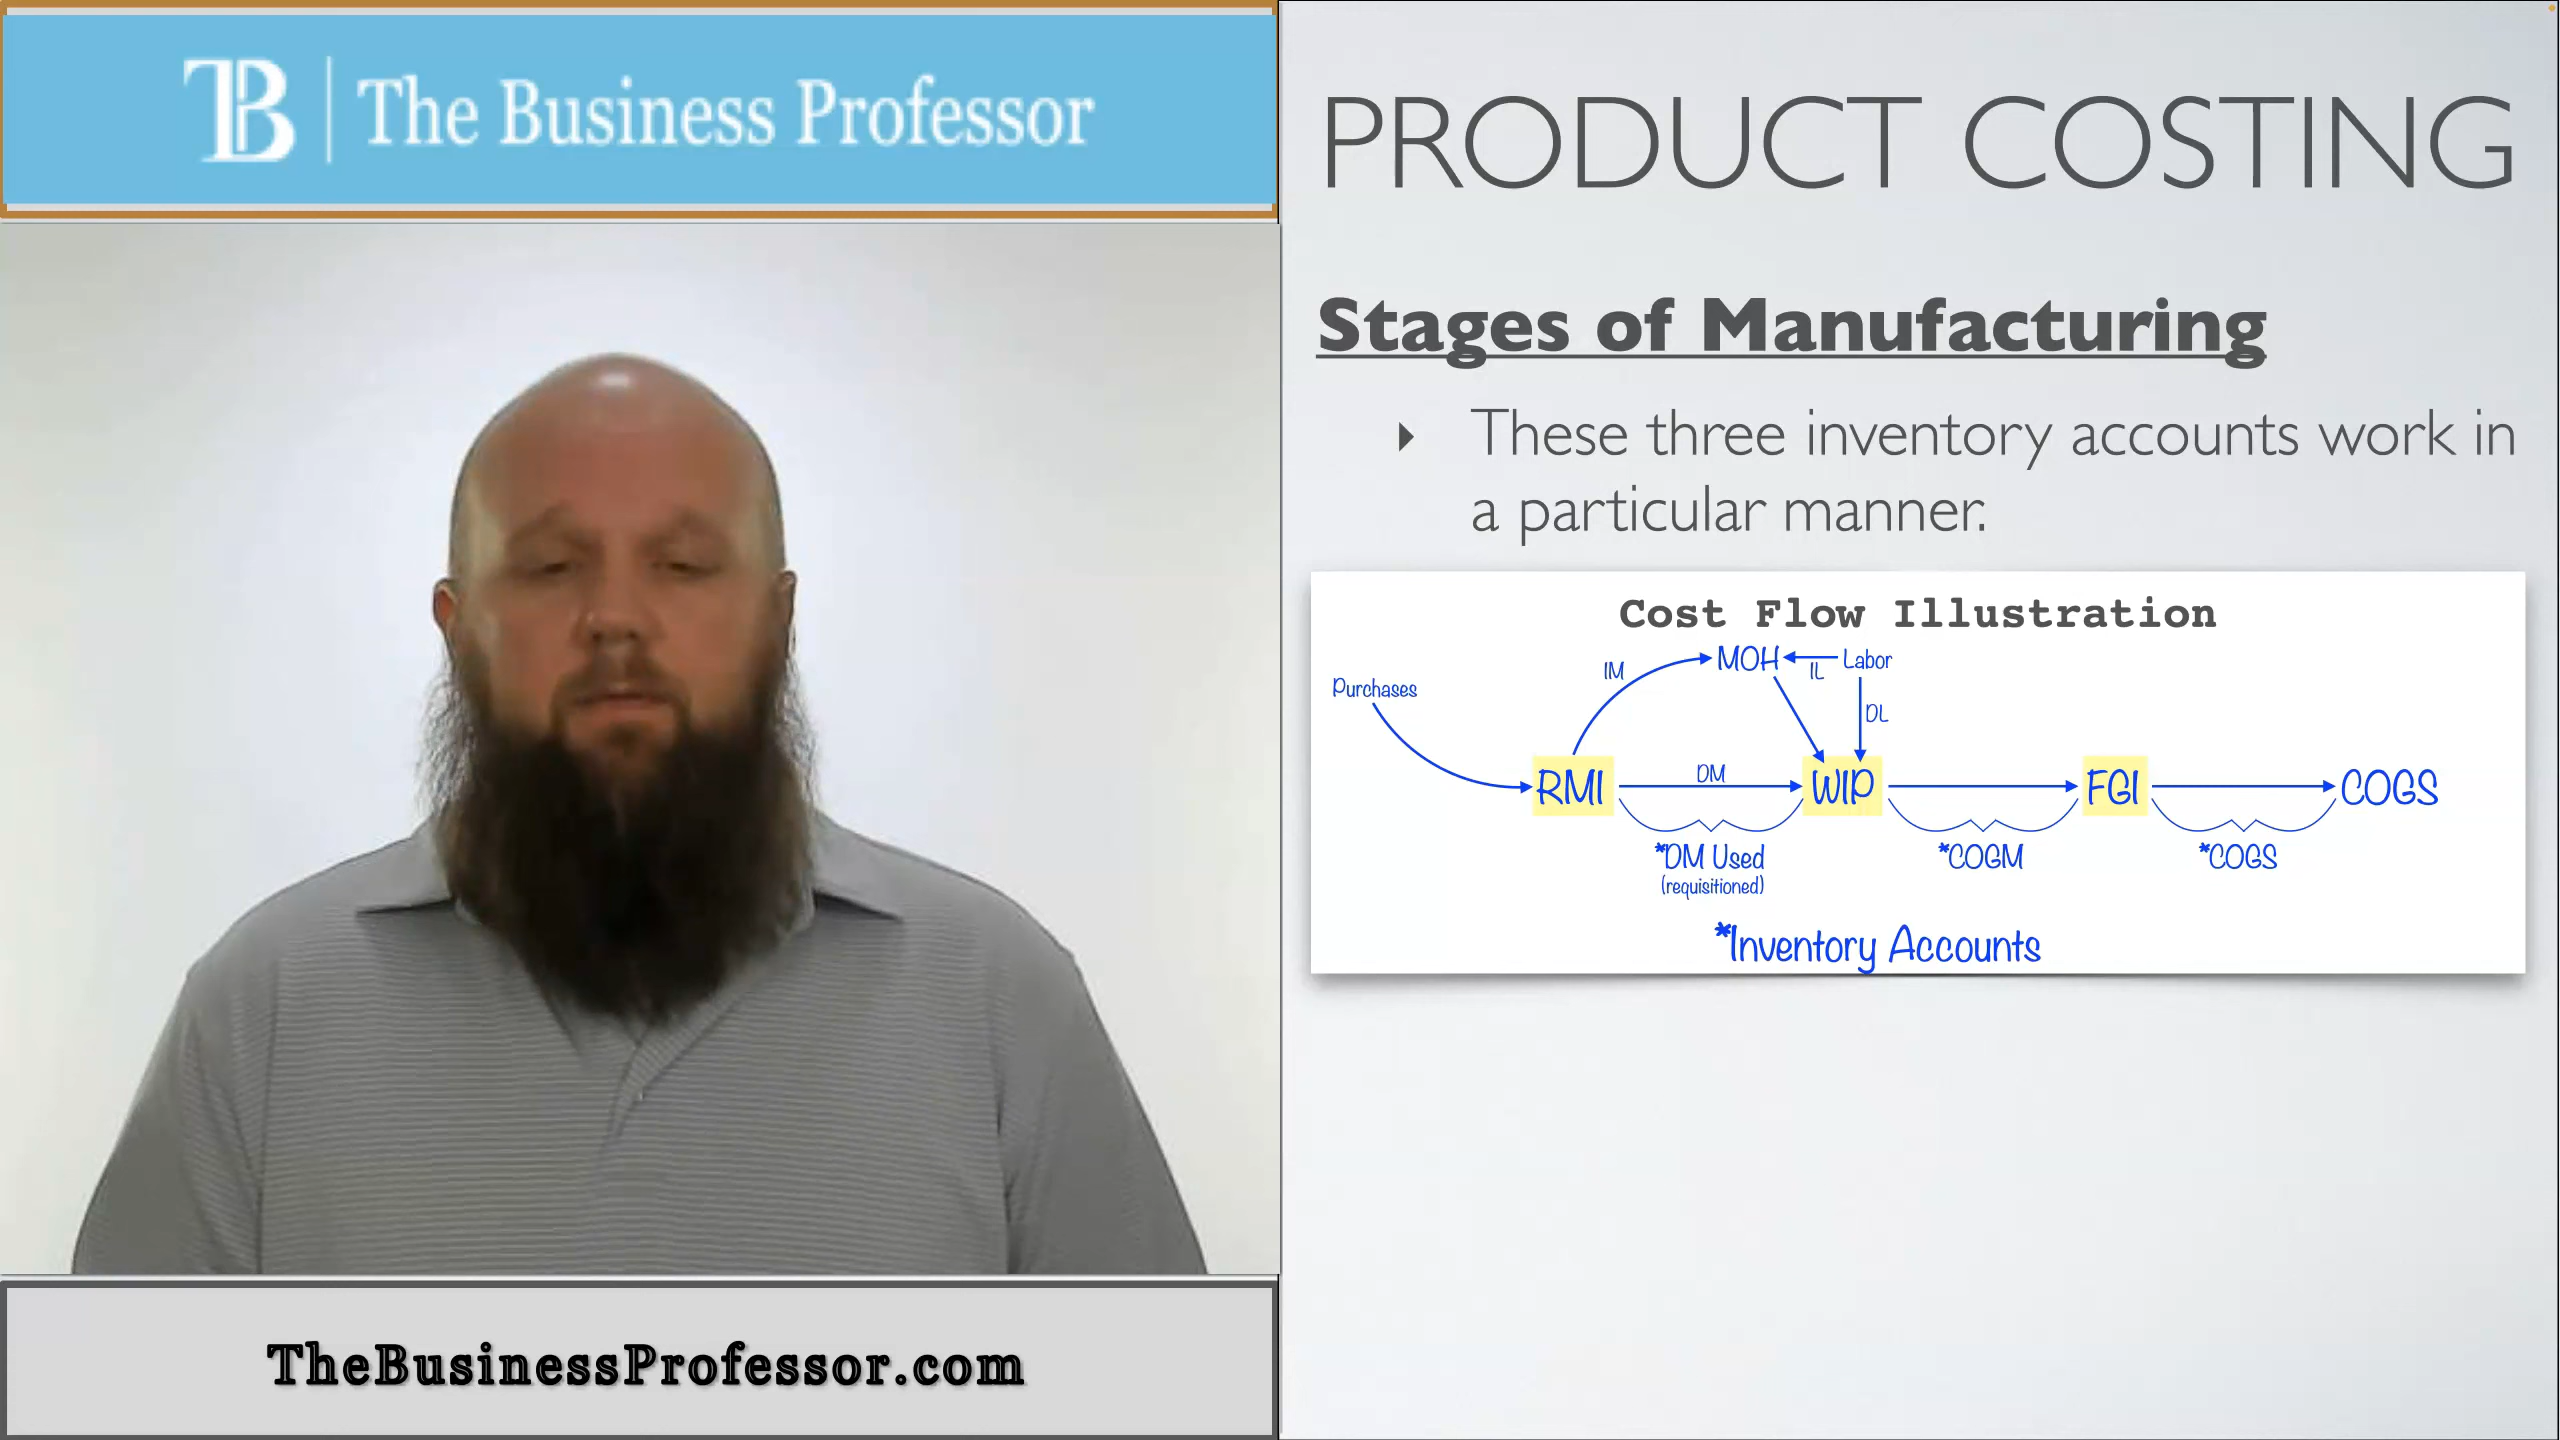 TB | The Business Professor
TheBusinessProfessor.com
PRODUCT COSTING
Stages of Manufacturing
These three inventory accounts work in
a particular manner.
Cost Flow Illustration
Purchases
IM
MOH
IL
Labor
DL
RMI
DM
WIP
FGI
COGS
*DM Used
(requisitioned)
*COGM
*COGS
*Inventory Accounts